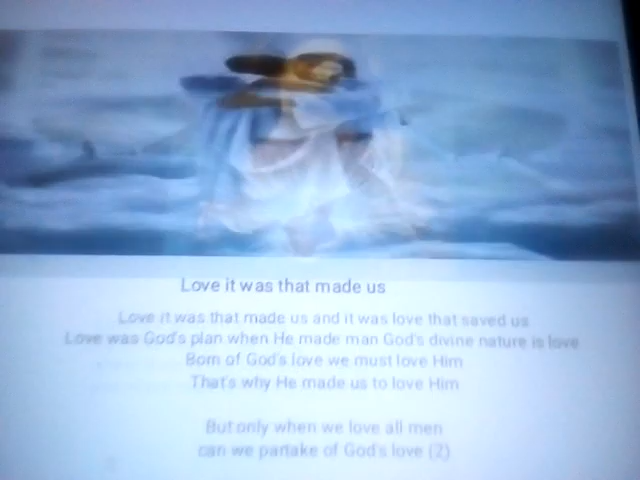 Love it was that made us
Love it was that made us and it was love that saved us
Love was God's plan when He made man God's divine nature is love
Born of God's love we must love Him
That's why He made us to love Him
But only when we love all men
can we partake of God's love (2)